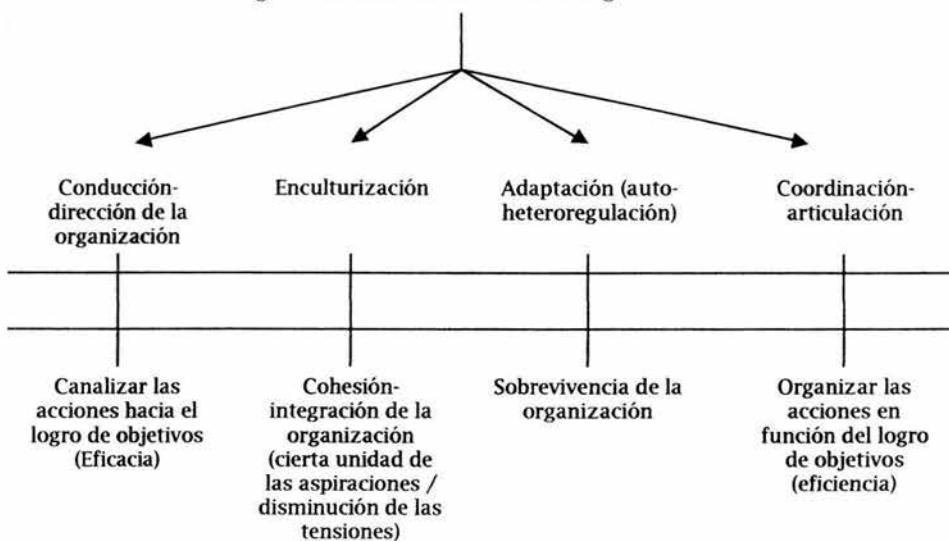 Conducción-
dirección de la
organización
Enculturización
Adaptación (auto-
heteroregulación)
Coordinación-
articulación
Canalizar las
acciones hacia el
logro de objetivos
(Eficacia)
Cohesión-
integración de la
organización
(cierta unidad de
las aspiraciones /
disminución de las
tensiones)
Sobrevivencia de la
organización
Organizar las
acciones en
función del logro
de objetivos
(eficiencia)